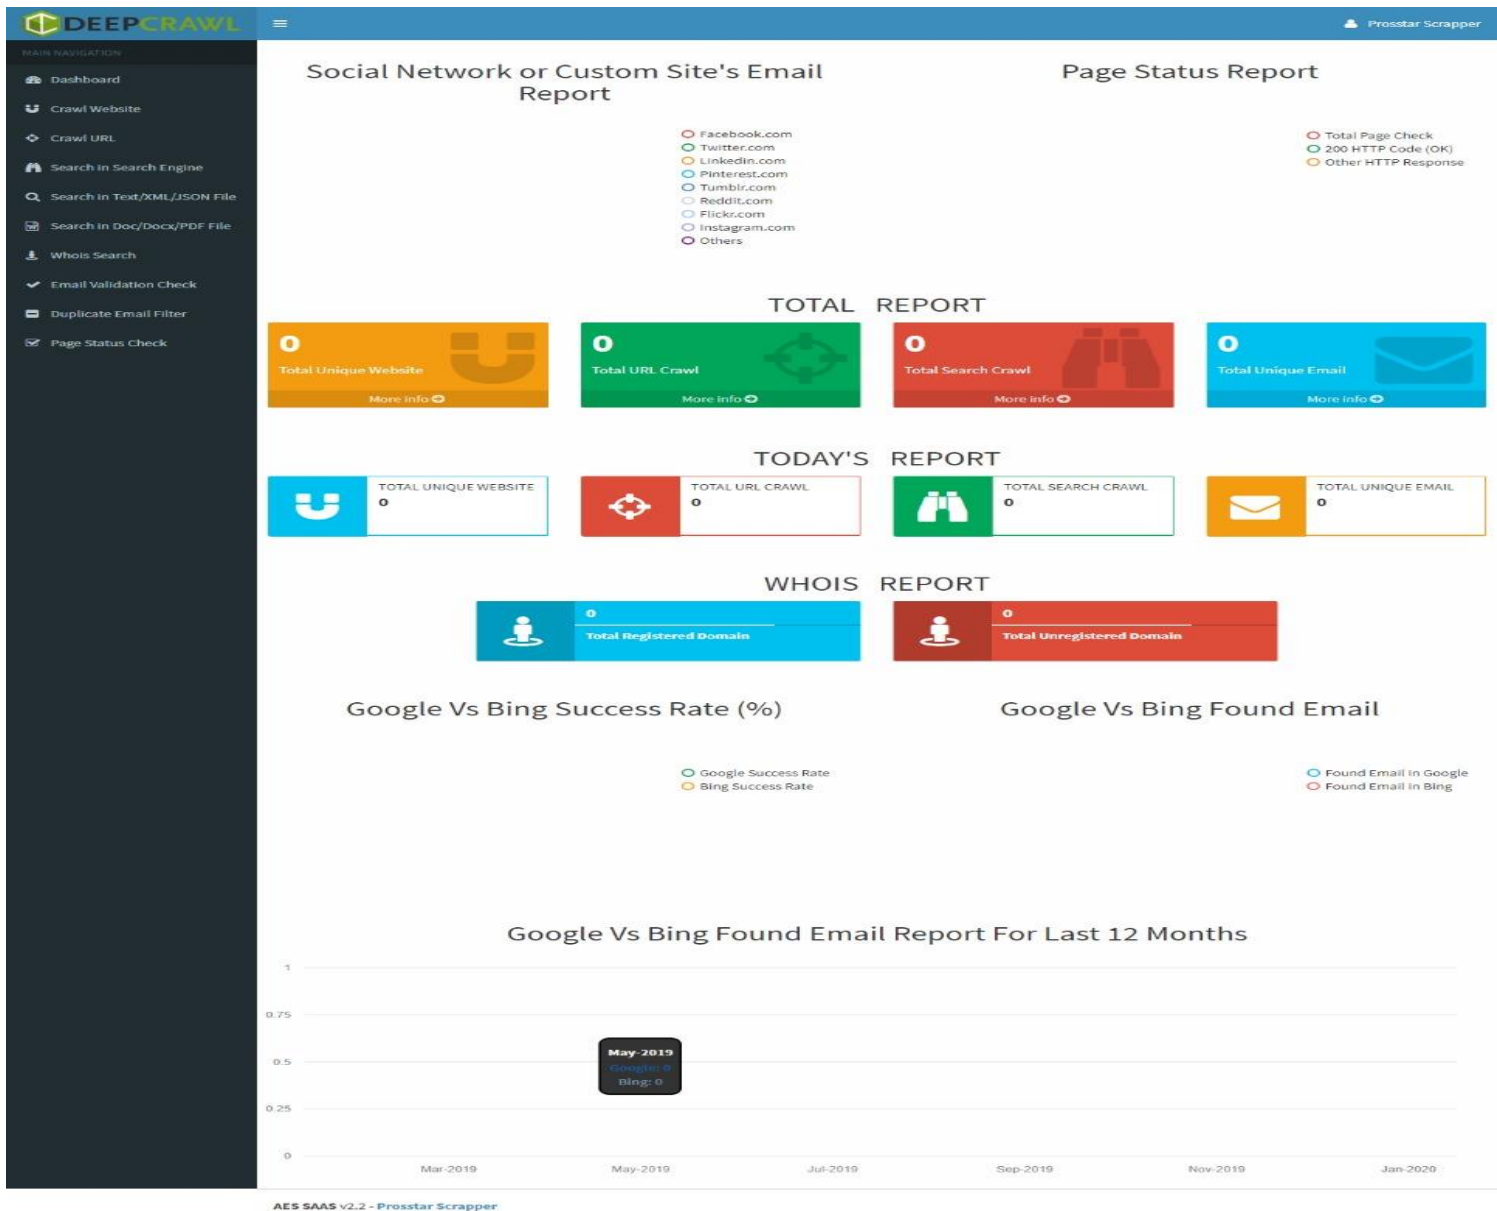 DEEPCRAWL
Prosstar Scrapper
MAIN NAVIGATION
Dashboard
Crawl Website
Crawl URL
Search in Search Engine
Search in Text/XML/JSON File
Search in Doc/Docx/PDF File
Whois Search
Email Validation Check
Duplicate Email Filter
Page Status Check
Social Network or Custom Site's Email
Report
Facebook.com
Twitter.com
Linkedin.com
Pinterest.com
Tumblr.com
Reddit.com
Flickr.com
Instagram.com
Others
Page Status Report
Total Page Check
200 HTTP Code (OK)
Other HTTP Response
TOTAL REPORT
0
Total Unique Website
More info
0
Total URL Crawl
More info
0
Total Search Crawl
More info
0
Total Unique Email
More info
TODAY'S REPORT
TOTAL UNIQUE WEBSITE
0
TOTAL URL CRAWL
0
TOTAL SEARCH CRAWL
0
TOTAL UNIQUE EMAIL
0
WHOIS REPORT
0
Total Registered Domain
0
Total Unregistered Domain
Google Vs Bing Success Rate (%)
Google Success Rate
Bing Success Rate
Google Vs Bing Found Email
Found Email in Google
Found Email in Bing
Google Vs Bing Found Email Report For Last 12 Months
1
0.75
0.5
0.25
0
May-2019
Google: 0
Bing: 0
Mar-2019 May-2019 Jul-2019 Sep-2019 Nov-2019 Jan-2020
AES SAAS v2.2 - Prosstar Scrapper